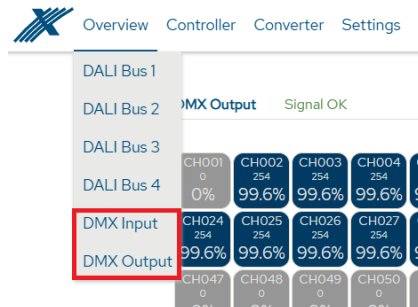 Overview Controller Converter Settings
DALI Bus 1
DALI Bus 2
DMX Output Signal OK
DALI Bus 3
DALI Bus 4
CH001 CH002 CH003 CH004
0 254 254 254
0% 99.6% 99.6% 99.6%
DMX Input
CH024 CH025 CH026 CH027
254 254 254 254
99.6% 99.6% 99.6% 99.6%
DMX Output
CH047 CH048 CH049 CH050
0 0 0 0